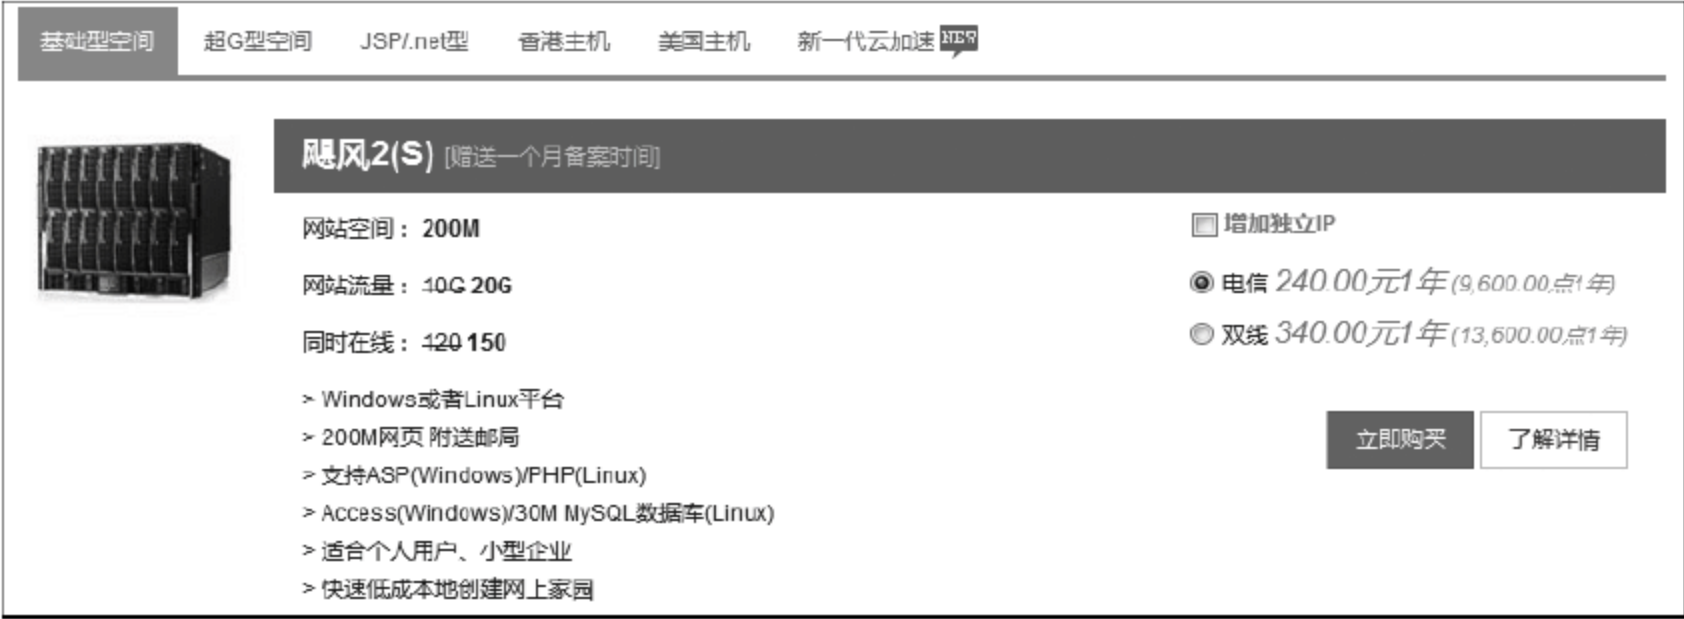 基础型空间 超G型空间 JSP/.net型 香港主机 美国主机 新一代云加速 NEW
飓风2(S) [赠送一个月备案时间]
网站空间： 200M
增加独立IP
网站流量： 10G 20G
电信 240.00元1年 (9,600.00点1年)
同时在线： 120 150
双线 340.00元1年 (13,600.00点1年)
> Windows或者Linux平台
> 200M网页 附送邮局
立即购买 了解详情
> 支持ASP(Windows)/PHP(Linux)
> Access(Windows)/30M MySQL数据库(Linux)
> 适合个人用户、小型企业
> 快速低成本地创建网上家园